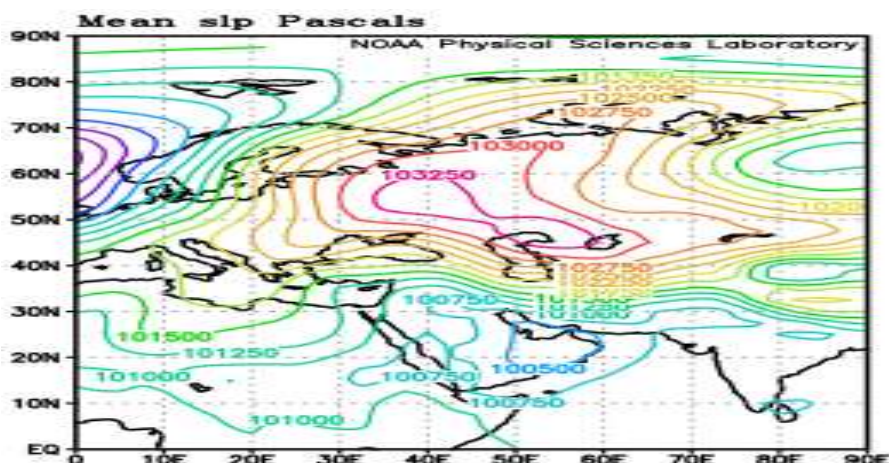 Mean slp Pascals
NOAA Physical Sciences Laboratory
90N
80N
70N
60N
50N
40N
30N
20N
10N
EQ
102750
103000
103250
102750
100750
101500
101250
101000
100750
100500
100750
101000
0
10E
20E
30E
40E
50E
60E
70E
80E
90E